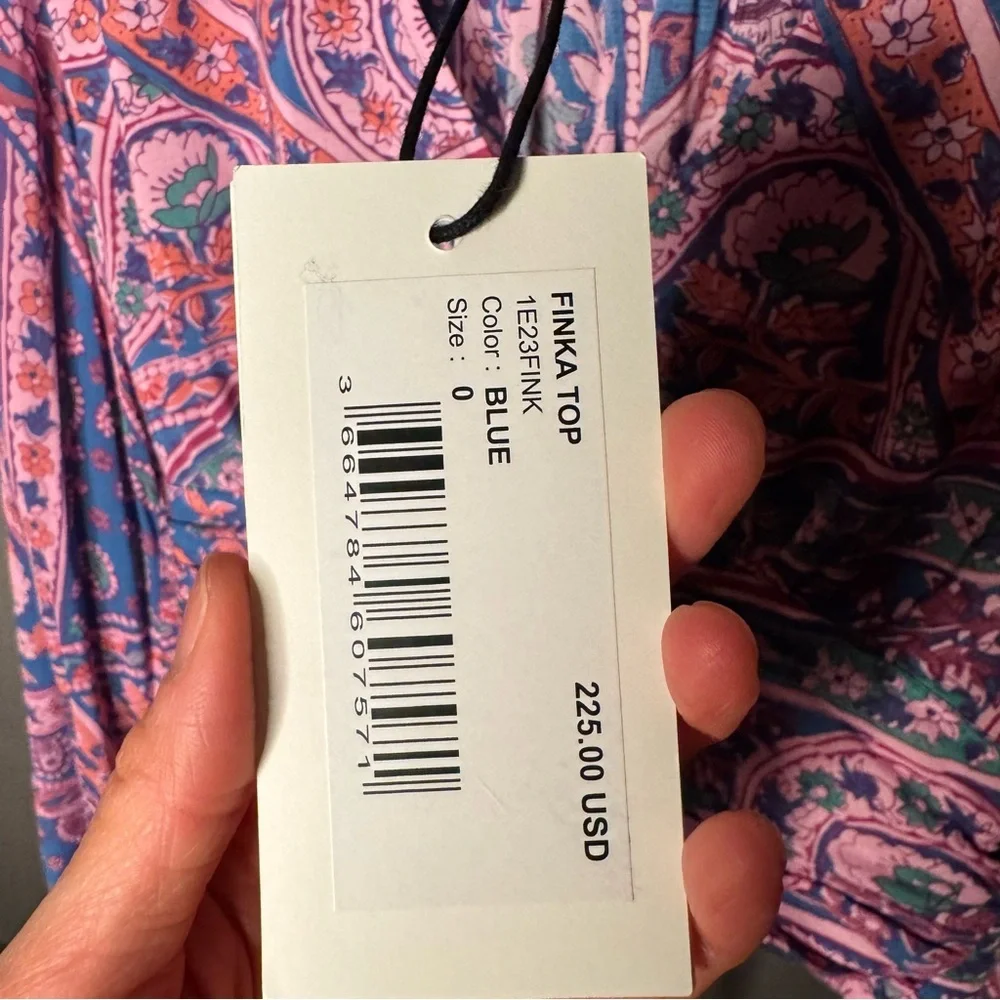 FINKA TOP
1E23FINK
Color : BLUE
Size : 0
225.00 USD
3 664784 607571